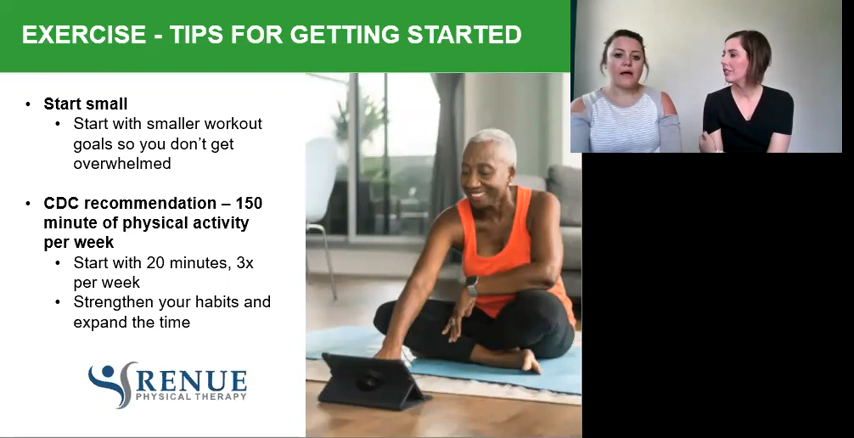 EXERCISE - TIPS FOR GETTING STARTED
• Start small
• Start with smaller workout
goals so you don't get
overwhelmed
• CDC recommendation – 150
minute of physical activity
per week
• Start with 20 minutes, 3x
per week
• Strengthen your habits and
expand the time
RENUE
PHYSICAL THERAPY